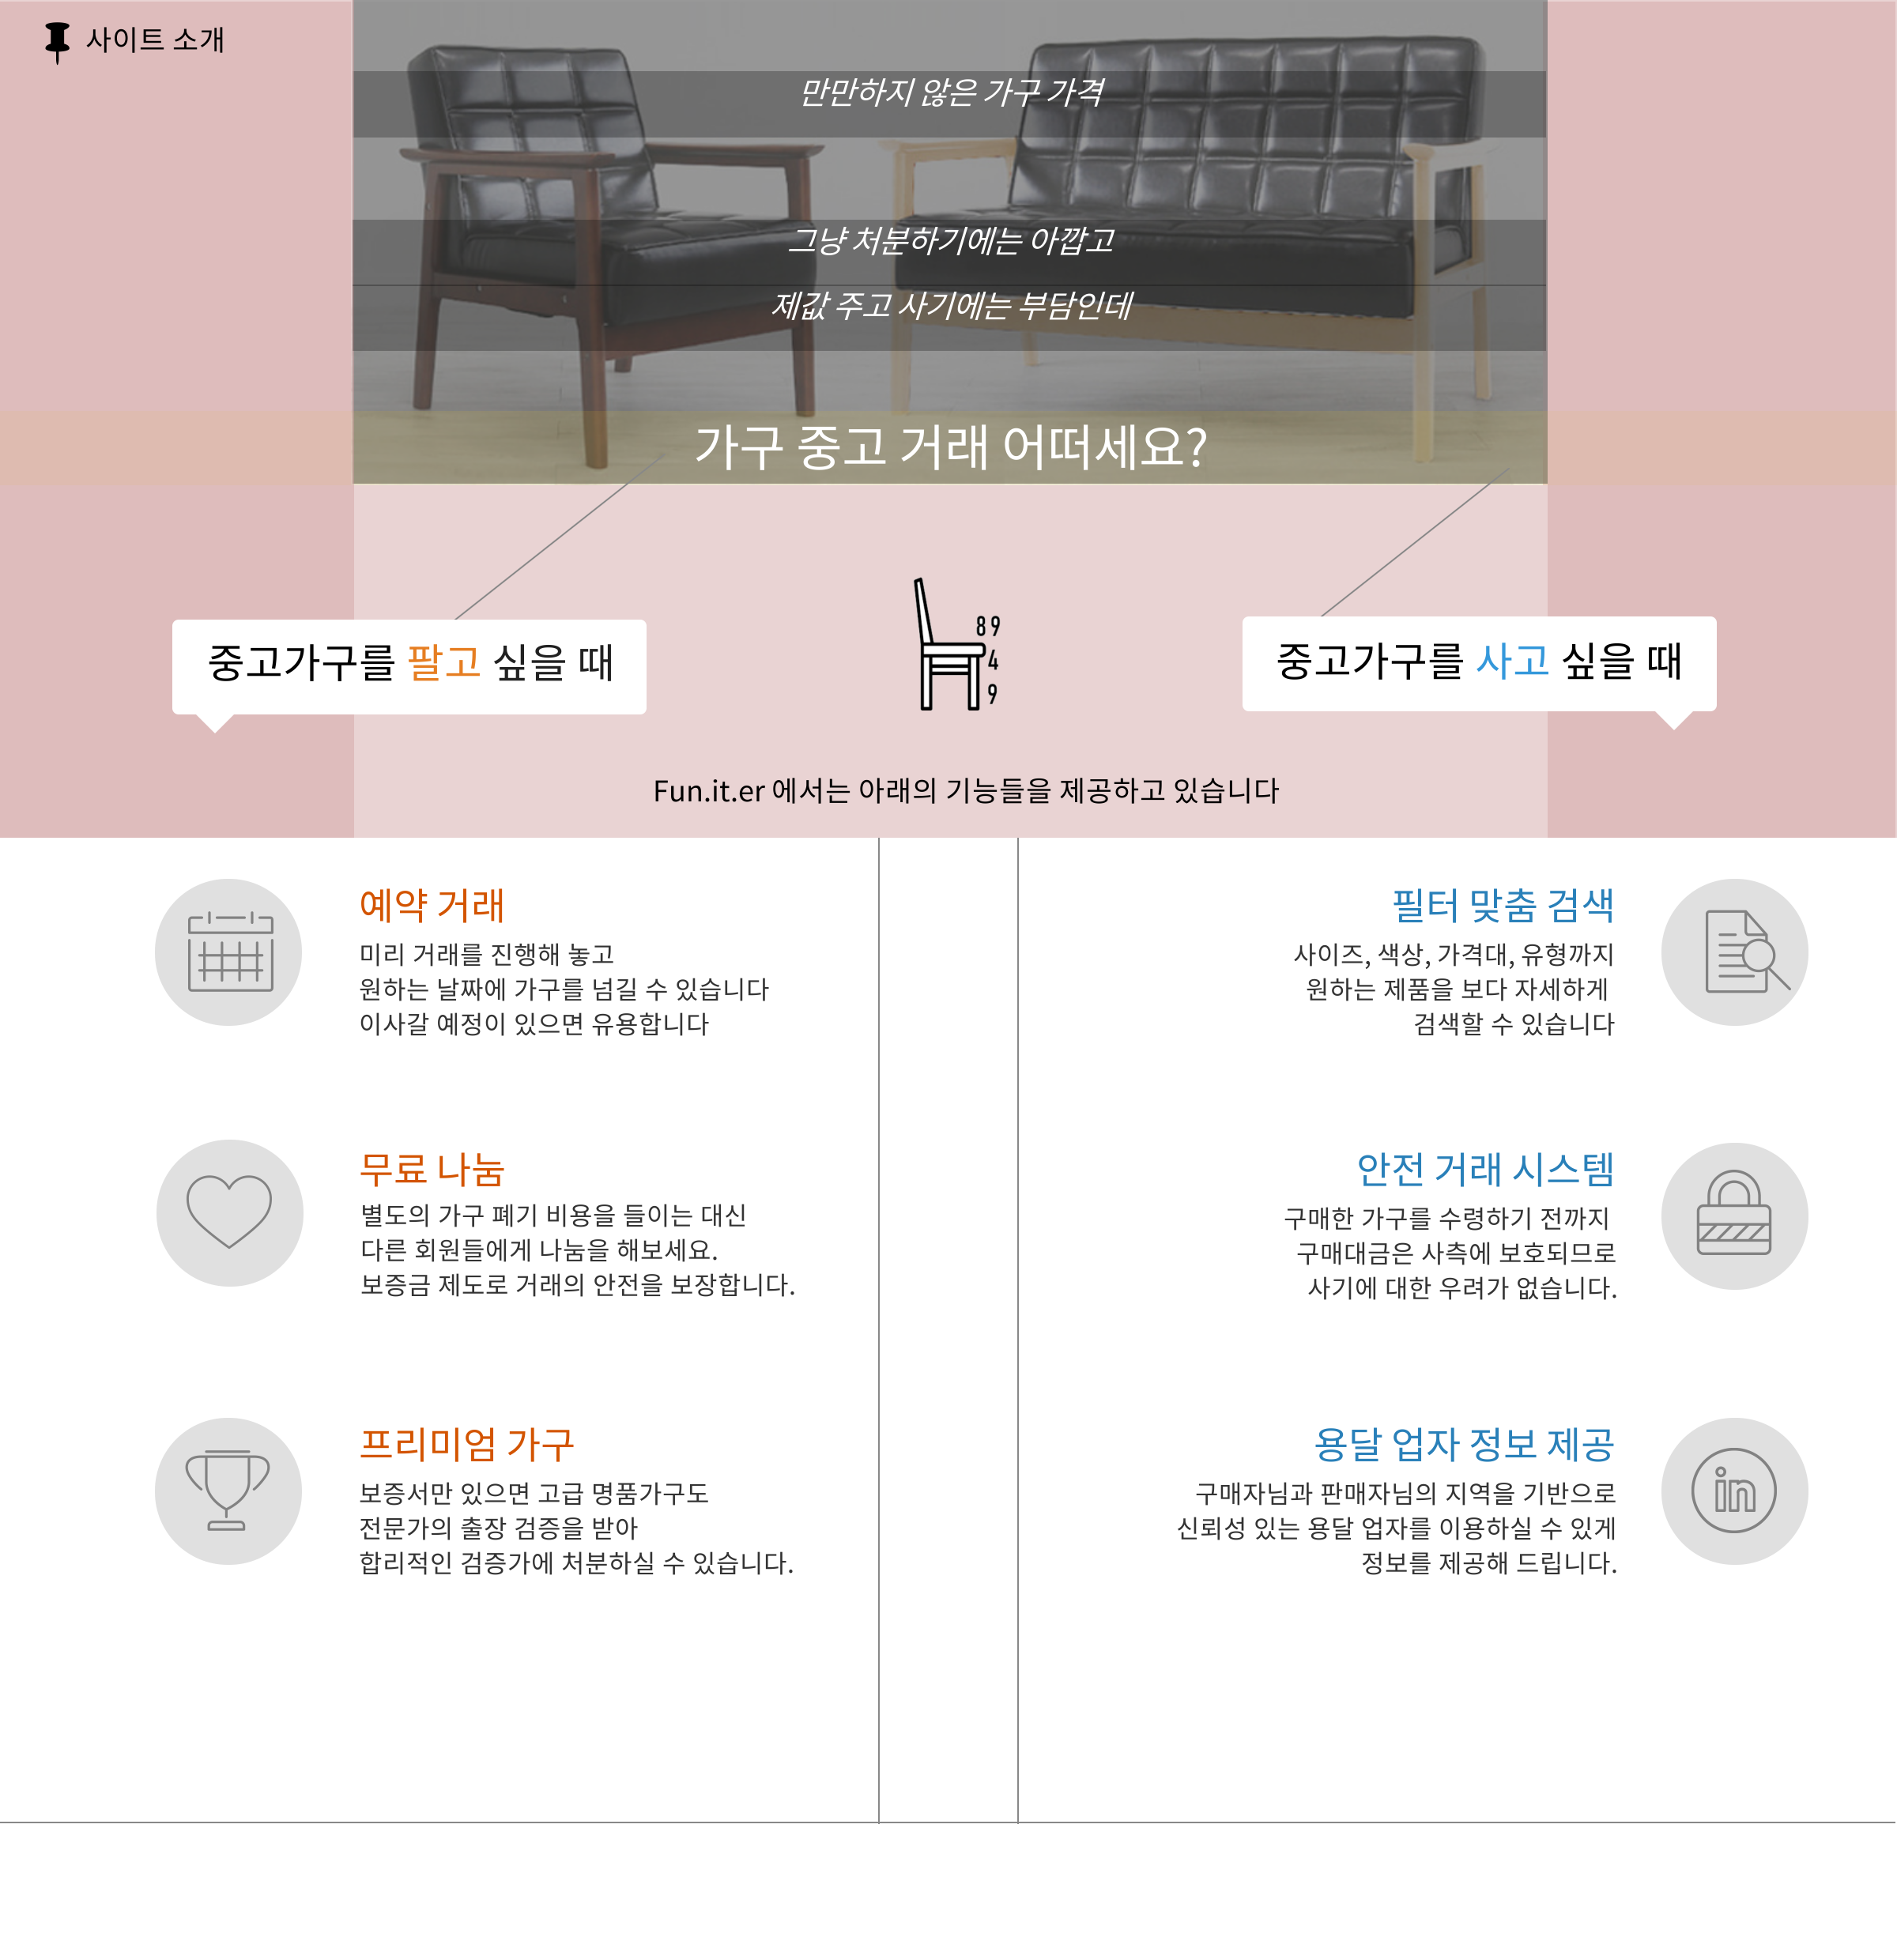 사이트 소개
만만하지 않은 가구 가격
그냥 처분하기에는 아깝고
제값 주고 사기에는 부담인데
가구 중고 거래 어떠세요?
중고가구를 팔고 싶을 때
89
4
9
중고가구를 사고 싶을 때
Fun.it.er 에서는 아래의 기능들을 제공하고 있습니다
예약 거래
미리 거래를 진행해 놓고
원하는 날짜에 가구를 넘길 수 있습니다
이사갈 예정이 있으면 유용합니다
무료 나눔
별도의 가구 폐기 비용을 들이는 대신
다른 회원들에게 나눔을 해보세요.
보증금 제도로 거래의 안전을 보장합니다.
프리미엄 가구
보증서만 있으면 고급 명품가구도
전문가의 출장 검증을 받아
합리적인 검증가에 처분하실 수 있습니다.
필터 맞춤 검색
사이즈, 색상, 가격대, 유형까지
원하는 제품을 보다 자세하게
검색할 수 있습니다
안전 거래 시스템
구매한 가구를 수령하기 전까지
구매대금은 사측에 보호되므로
사기에 대한 우려가 없습니다.
용달 업자 정보 제공
구매자님과 판매자님의 지역을 기반으로
신뢰성 있는 용달 업자를 이용하실 수 있게
정보를 제공해 드립니다.
in